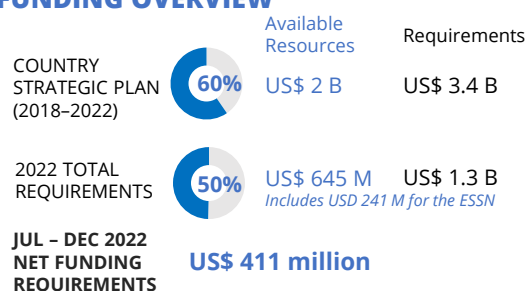 FUNDING OVERVIEW
Available
Resources
Requirements
COUNTRY
STRATEGIC PLAN
(2018–2022)
60%
US$ 2 B
US$ 3.4 B
2022 TOTAL
REQUIREMENTS
50%
US$ 645 M
US$ 1.3 B
Includes USD 241 M for the ESSN
JUL – DEC 2022
NET FUNDING
REQUIREMENTS
US$ 411 million